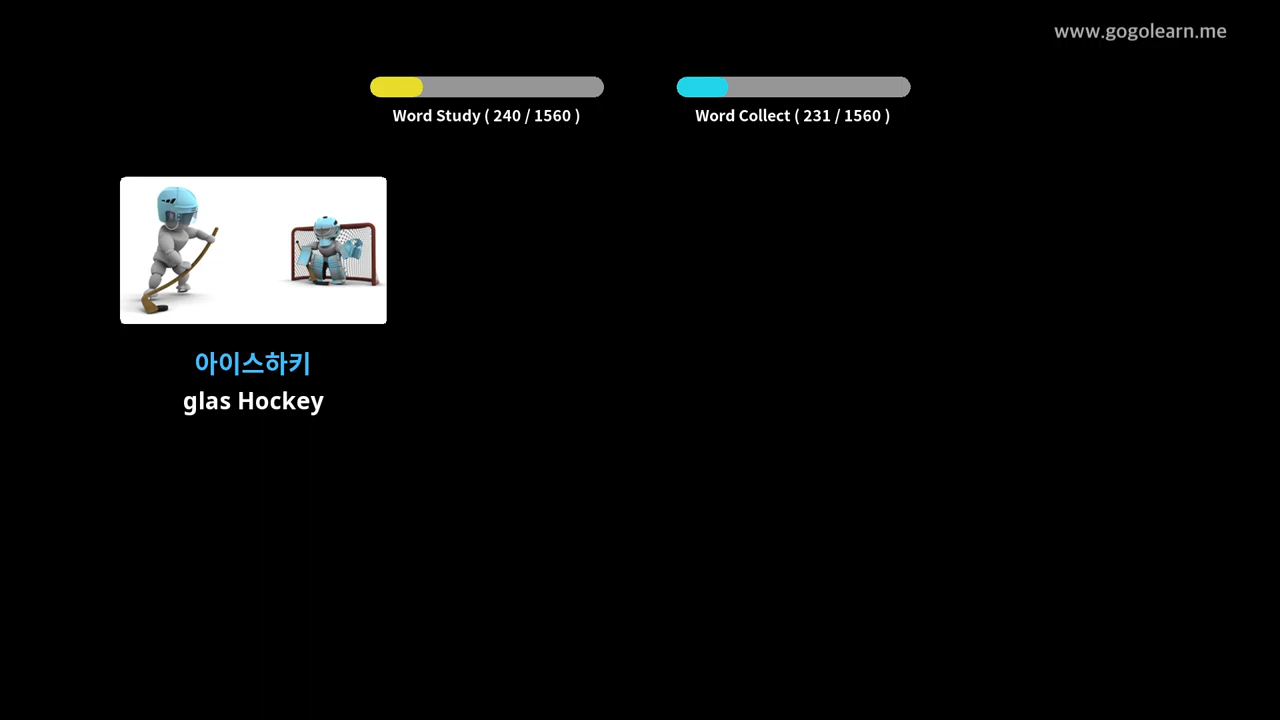 www.gogolearn.me
Word Study ( 240 / 1560 )
Word Collect ( 231 / 1560 )
아이스하키
glas Hockey